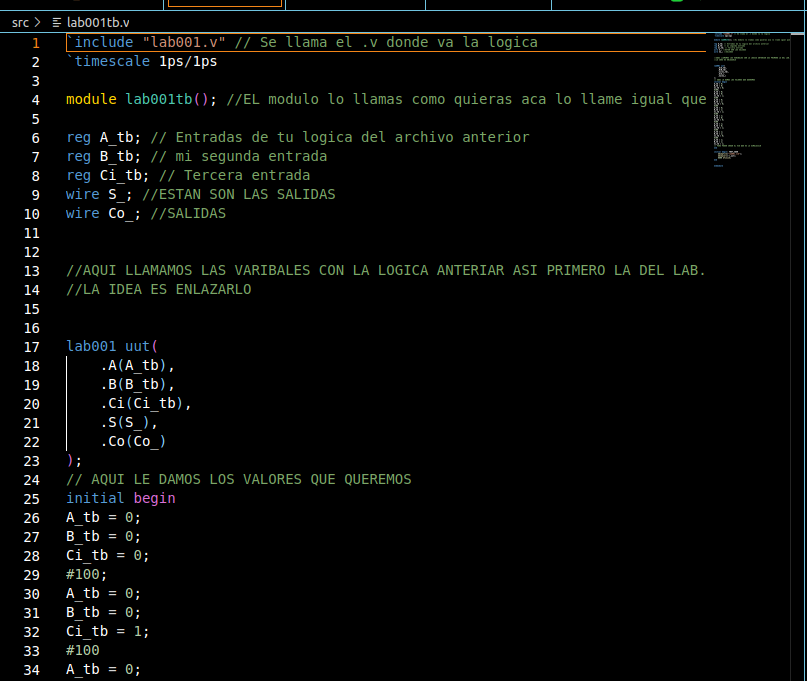 src > lab001tb.v
1 `include "lab001.v" // Se llama el .v donde va la logica
2 `timescale 1ps/1ps
3
4 module lab001tb(); //EL modulo lo llamas como quieras aca lo llame igual que
5
6 reg A_tb; // Entradas de tu logica del archivo anterior
7 reg B_tb; // mi segunda entrada
8 reg Ci_tb; // Tercera entrada
9 wire S_; //ESTAN SON LAS SALIDAS
10 wire Co_; //SALIDAS
11
12
13 //AQUI LLAMAMOS LAS VARIBALES CON LA LOGICA ANTERIAR ASI PRIMERO LA DEL LAB.
14 //LA IDEA ES ENLAZARLO
15
16
17 lab001 uut(
18 .A(A_tb),
19 .B(B_tb),
20 .Ci(Ci_tb),
21 .S(S_),
22 .Co(Co_)
23 );
24 // AQUI LE DAMOS LOS VALORES QUE QUEREMOS
25 initial begin
26 A_tb = 0;
27 B_tb = 0;
28 Ci_tb = 0;
29 #100;
30 A_tb = 0;
31 B_tb = 0;
32 Ci_tb = 1;
33 #100
34 A_tb = 0;